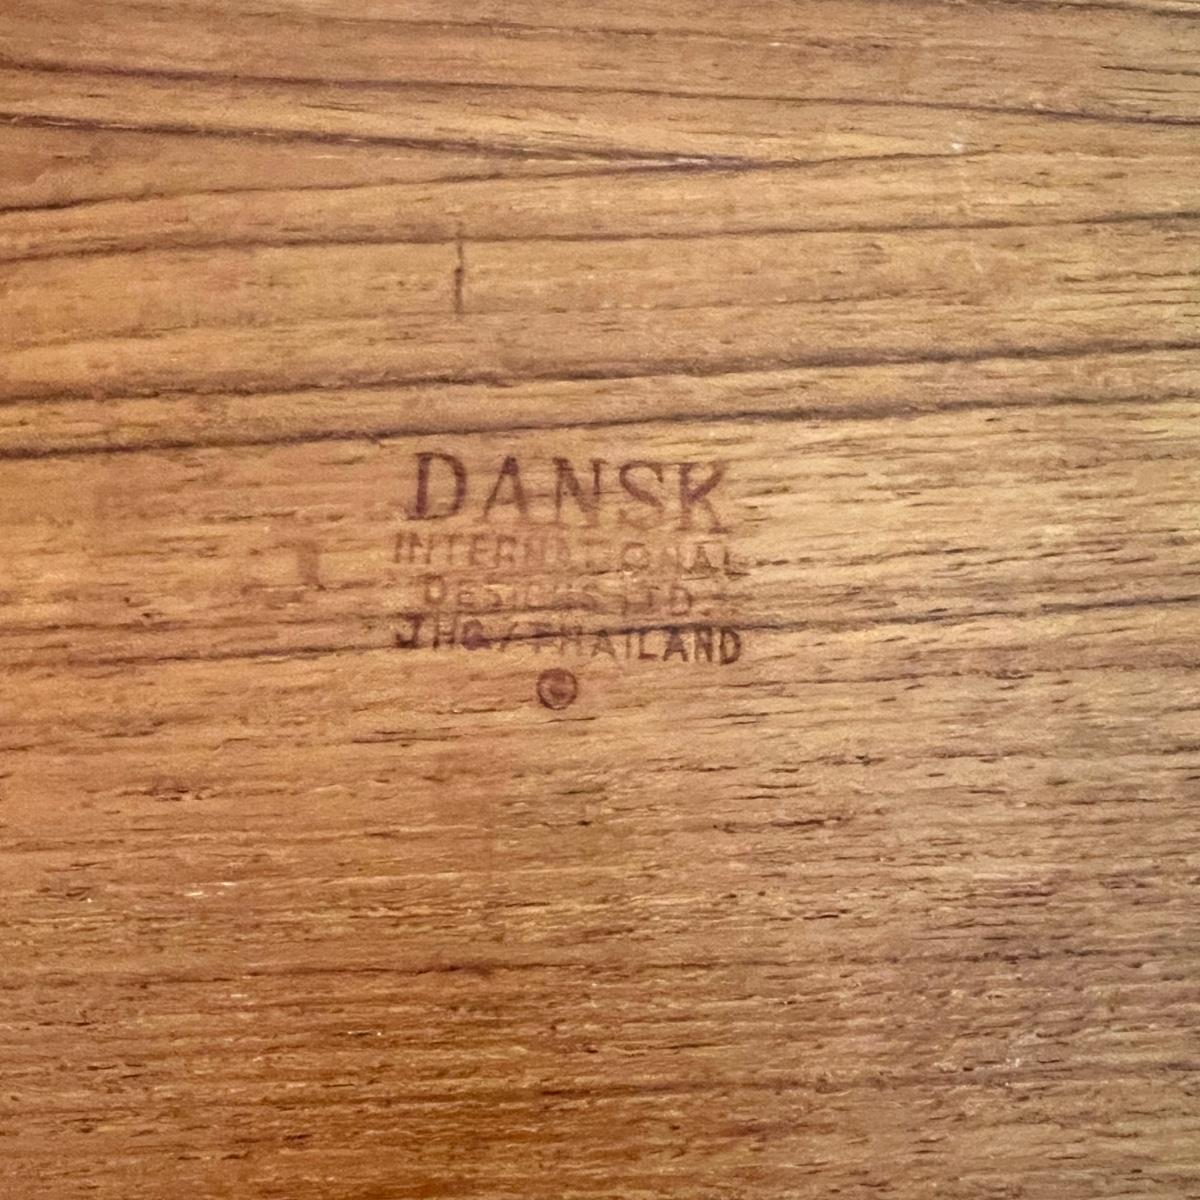 DANSK
INTERNATIONAL
DESIGNS LTD.
JHQ/THAILAND
©